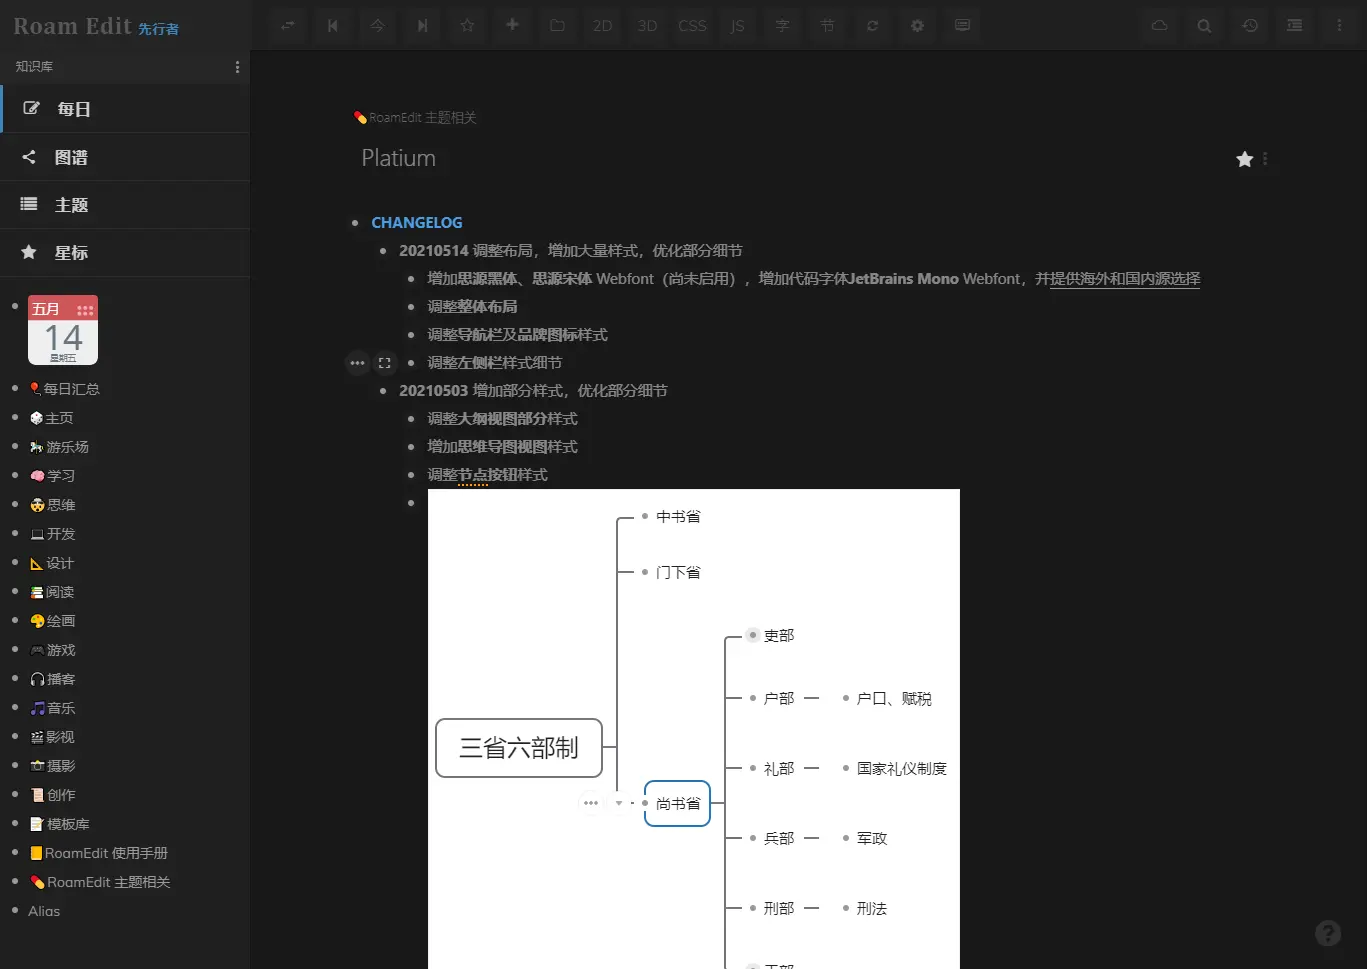 Roam Edit 先行者
2D 3D CSS JS 字 节
知识库
每日
图谱
主题
星标
五月
14
星期五
每日汇总
主页
游乐场
学习
思维
开发
设计
阅读
绘画
游戏
播客
音乐
影视
摄影
创作
模板库
RoamEdit 使用手册
RoamEdit 主题相关
Alias
RoamEdit 主题相关
Platium
CHANGELOG
20210514 调整布局，增加大量样式，优化部分细节
增加思源黑体、思源宋体 Webfont（尚未启用），增加代码字体JetBrains Mono Webfont，并提供海外和国内源选择
调整整体布局
调整导航栏及品牌图标样式
调整左侧栏样式细节
20210503 增加部分样式，优化部分细节
调整大纲视图部分样式
增加思维导图视图样式
调整节点按钮样式
中书省
门下省
吏部
户部
户口、赋税
三省六部制
礼部
国家礼仪制度
尚书省
兵部
军政
刑部
刑法